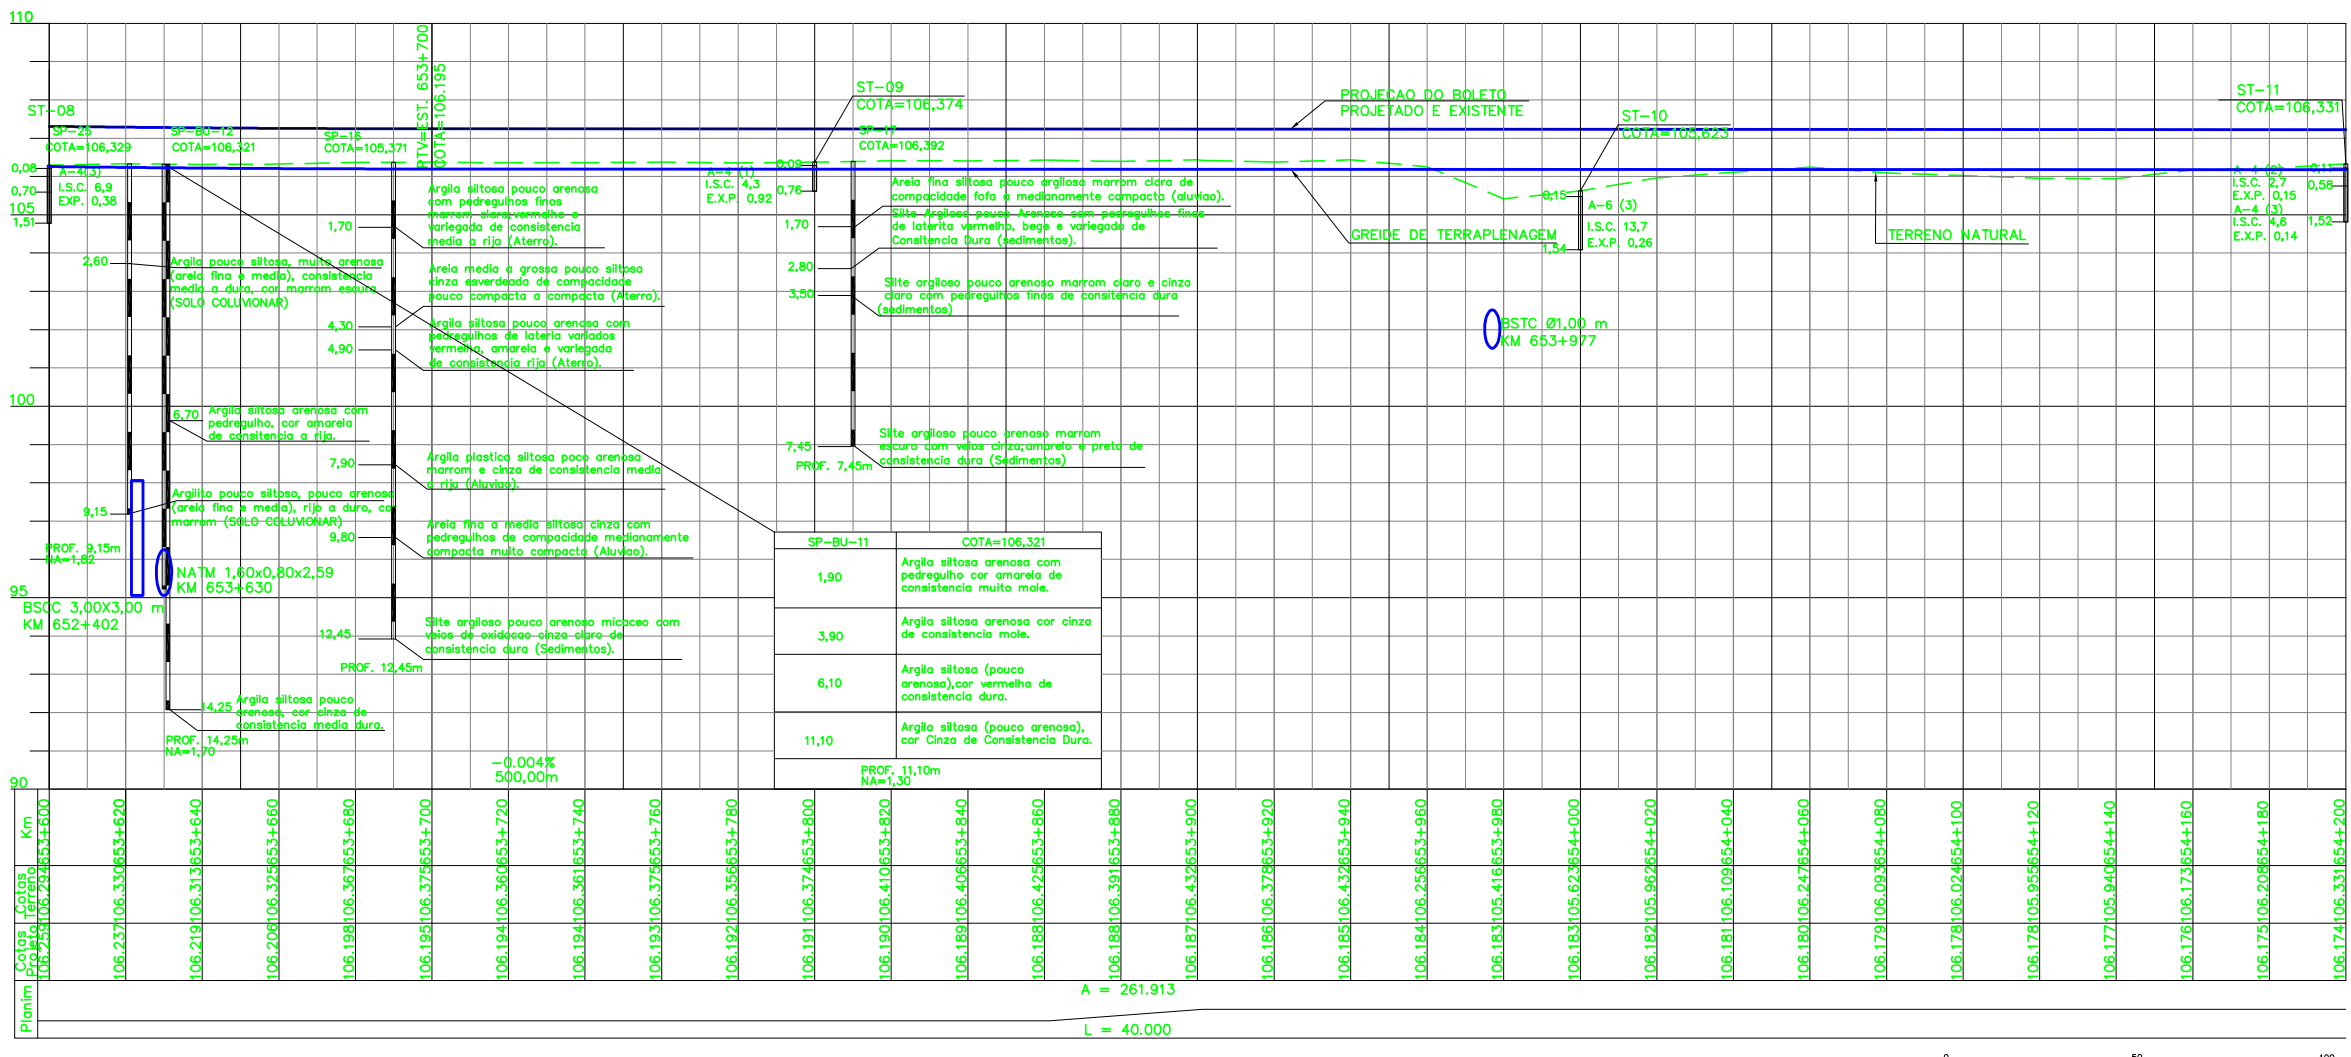 110
105
100
95
90
ST-08
SP-25
COTA=106,329
0,08
0,70
1,51
A-4(3)
I.S.C. 6,9
EXP. 0,38
2,60
9,15
PROF. 9,15m
NA=1,82
BSCC 3,00X3,00 m
KM 652+402
SP-BU-12
COTA=106,321
Argila pouco siltosa, muito arenosa
(areia fina e media), consistencia
media a dura, cor marrom escura
(SOLO COLUVIONAR)
6,70
Argila siltosa arenosa com
pedregulho, cor amarela
de consitencia a rija.
Argilito pouco siltoso, pouco arenosa
(areia fina e media), rijo a duro, cor
marrom (SOLO COLUVIONAR)
NATM 1,60x0,80x2,59
KM 653+630
14,25
Argila siltosa pouco
arenosa, cor cinza de
consistencia media dura.
PROF. 14,25m
NA=1,70
SP-16
COTA=105,371
PTV=EST. 653+700
COTA=106.195
1,70
Argila siltosa pouco arenosa
com pedregulhos finos
marrom claro,vermelho e
variegada de consistencia
media a rija (Aterro).
4,30
Areia media a grossa pouco siltosa
cinza esverdeada de compacidade
pouco compacta a compacta (Aterro).
4,90
Argila siltosa pouco arenosa com
pedregulhos de lateria variados
vermelha, amarela e variegada
de consistencia rija (Aterro).
7,90
Argila plastica siltosa poco arenosa
marrom e cinza de consistencia media
a rija (Aluviao).
9,80
Areia fina a media siltosa cinza com
pedregulhos de compacidade medianamente
compacta muito compacta (Aluviao).
12,45
Silte argiloso pouco arenoso micaceo com
veios de oxidacao cinza claro de
consistencia dura (Sedimentos).
PROF. 12,45m
-0.004%
500,00m
ST-09
COTA=106,374
0,09
0,76
A-4 (1)
I.S.C. 4,3
E.X.P. 0,92
SP-17
COTA=106,392
1,70
Areia fina siltosa pouco argilosa marrom clara de
compacidade fofa a medianamente compacta (aluviao).
2,80
Silte Argiloso pouco Arenoso com pedregulhos finos
de laterita vermelho, bege e variegado de
Consitencia Dura (sedimentos).
3,50
Silte argiloso pouco arenoso marrom claro e cinza
claro com pedregulhos finos de consitencia dura
(sedimentos)
7,45
Silte argiloso pouco arenoso marrom
escuro com veios cinza,amarelo e preto de
consistencia dura (Sedimentos)
PROF. 7,45m
SP-BU-11 COTA=106,321
1,90
Argila siltosa arenosa com
pedregulho cor amarela de
consistencia muito mole.
3,90
Argila siltosa arenosa cor cinza
de consistencia mole.
6,10
Argila siltosa (pouco
arenosa),cor vermelha de
consistencia dura.
11,10
Argila siltosa (pouco arenosa),
cor Cinza de Consistencia Dura.
PROF. 11,10m
NA=1,30
PROJECAO DO BOLETO
PROJETADO E EXISTENTE
GREIDE DE TERRAPLENAGEM
BSTC Ø1,00 m
KM 653+977
ST-10
COTA=105,623
0,15
1,54
A-6 (3)
I.S.C. 13,7
E.X.P. 0,26
TERRENO NATURAL
ST-11
COTA=106,331
0,11
0,58
1,52
A-4 (2)
I.S.C. 2,7
E.X.P. 0,15
A-4 (3)
I.S.C. 4,6
E.X.P. 0,14
Km
653+600 653+620 653+640 653+660 653+680 653+700 653+720 653+740 653+760 653+780 653+800 653+820 653+840 653+860 653+880 653+900 653+920 653+940 653+960 653+980 654+000 654+020 654+040 654+060 654+080 654+100 654+120 654+140 654+160 654+180 654+200
Cotas
Terreno
106.294 106.330 106.313 106.325 106.367 106.375 106.360 106.361 106.375 106.356 106.374 106.410 106.406 106.425 106.391 106.432 106.378 106.432 106.256 105.416 105.623 105.962 106.109 106.247 106.093 106.024 105.955 105.940 106.173 106.208 106.331
Cotas
Projeto
106.259 106.237 106.219 106.206 106.198 106.195 106.194 106.194 106.193 106.192 106.191 106.190 106.189 106.188 106.188 106.187 106.186 106.185 106.184 106.183 106.183 106.182 106.181 106.180 106.179 106.178 106.178 106.177 106.176 106.175 106.174
Planim
A = 261.913
L = 40.000
0 50 100